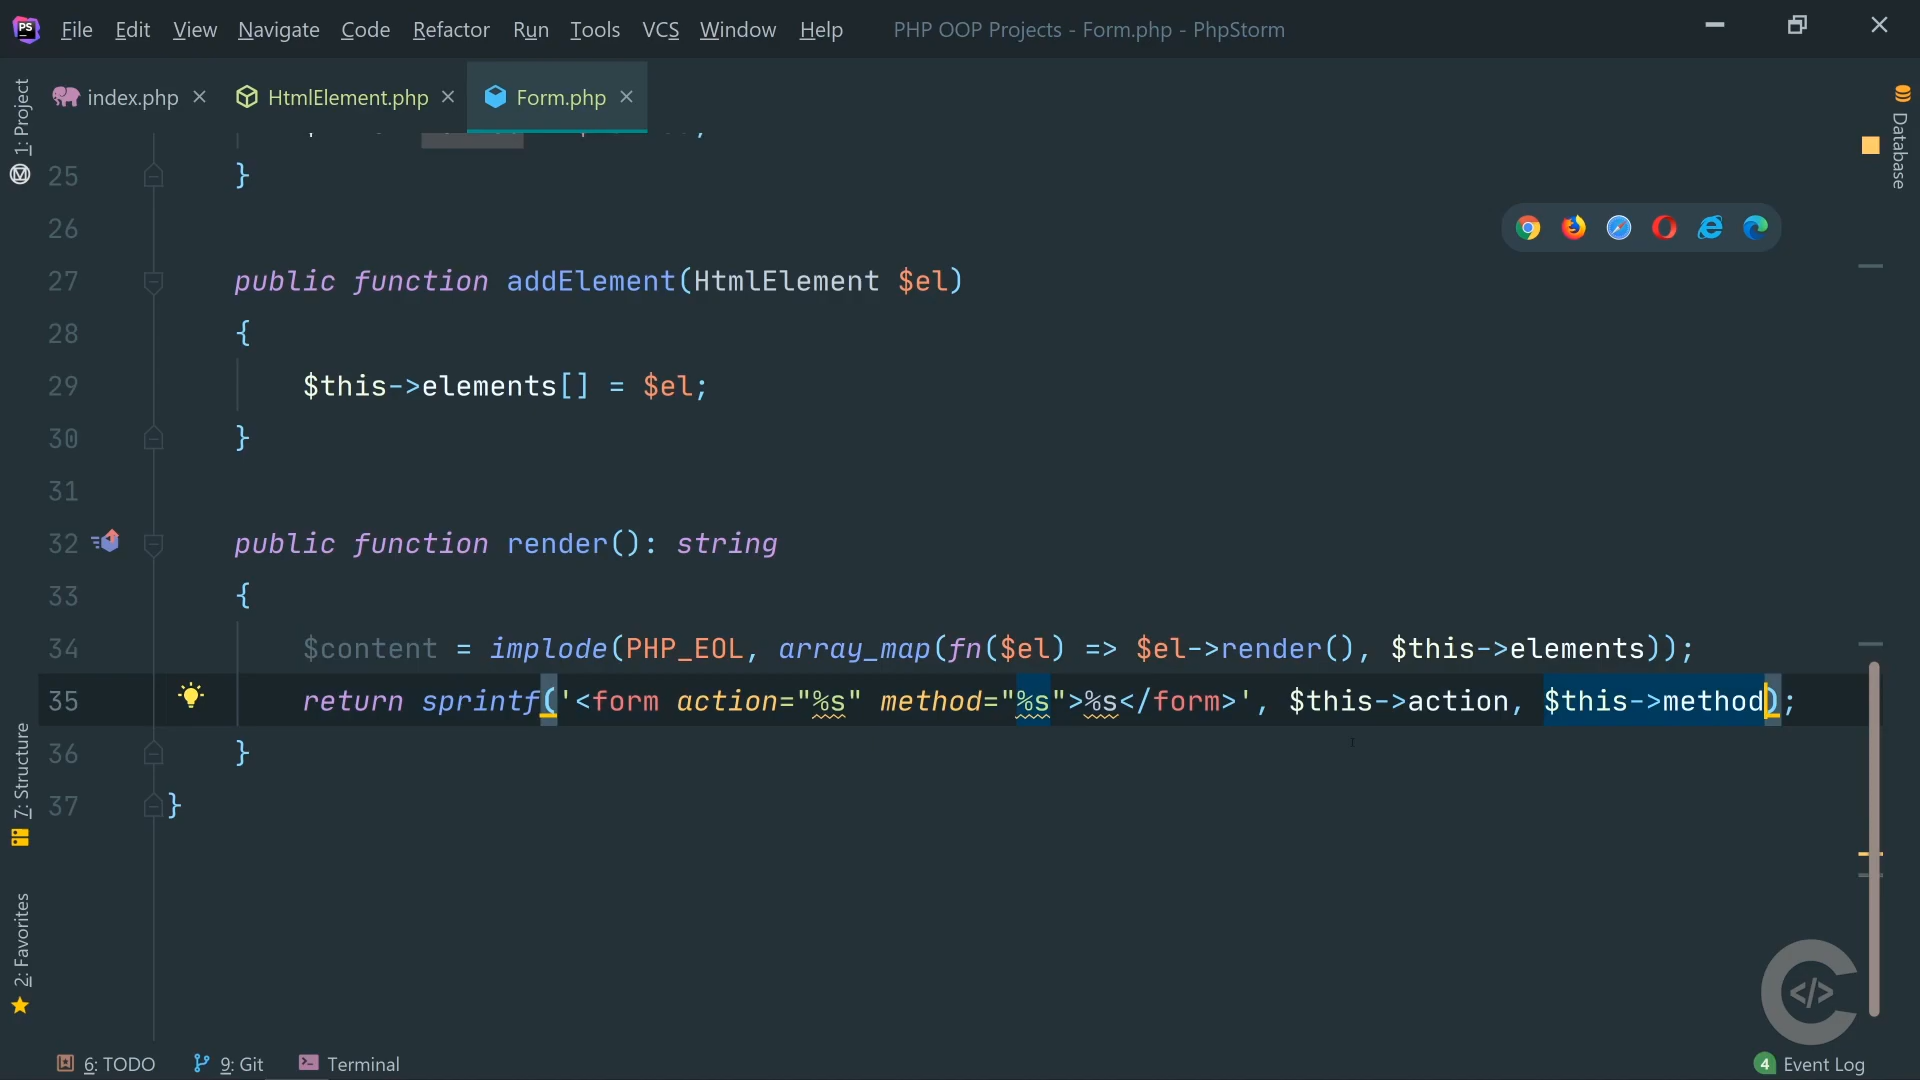 PS File Edit View Navigate Code Refactor Run Tools VCS Window Help PHP OOP Projects - Form.php - PhpStorm
index.php HtmlElement.php Form.php
1: Project
Database
25 }
26
27 public function addElement(HtmlElement $el)
28 {
29 $this->elements[] = $el;
30 }
31
32 public function render(): string
33 {
34 $content = implode(PHP_EOL, array_map(fn($el) => $el->render(), $this->elements));
35 return sprintf('<form action="%s" method="%s">%s</form>', $this->action, $this->method);
36 }
37 }
7: Structure
2: Favorites
</>
6: TODO 9: Git Terminal 4 Event Log